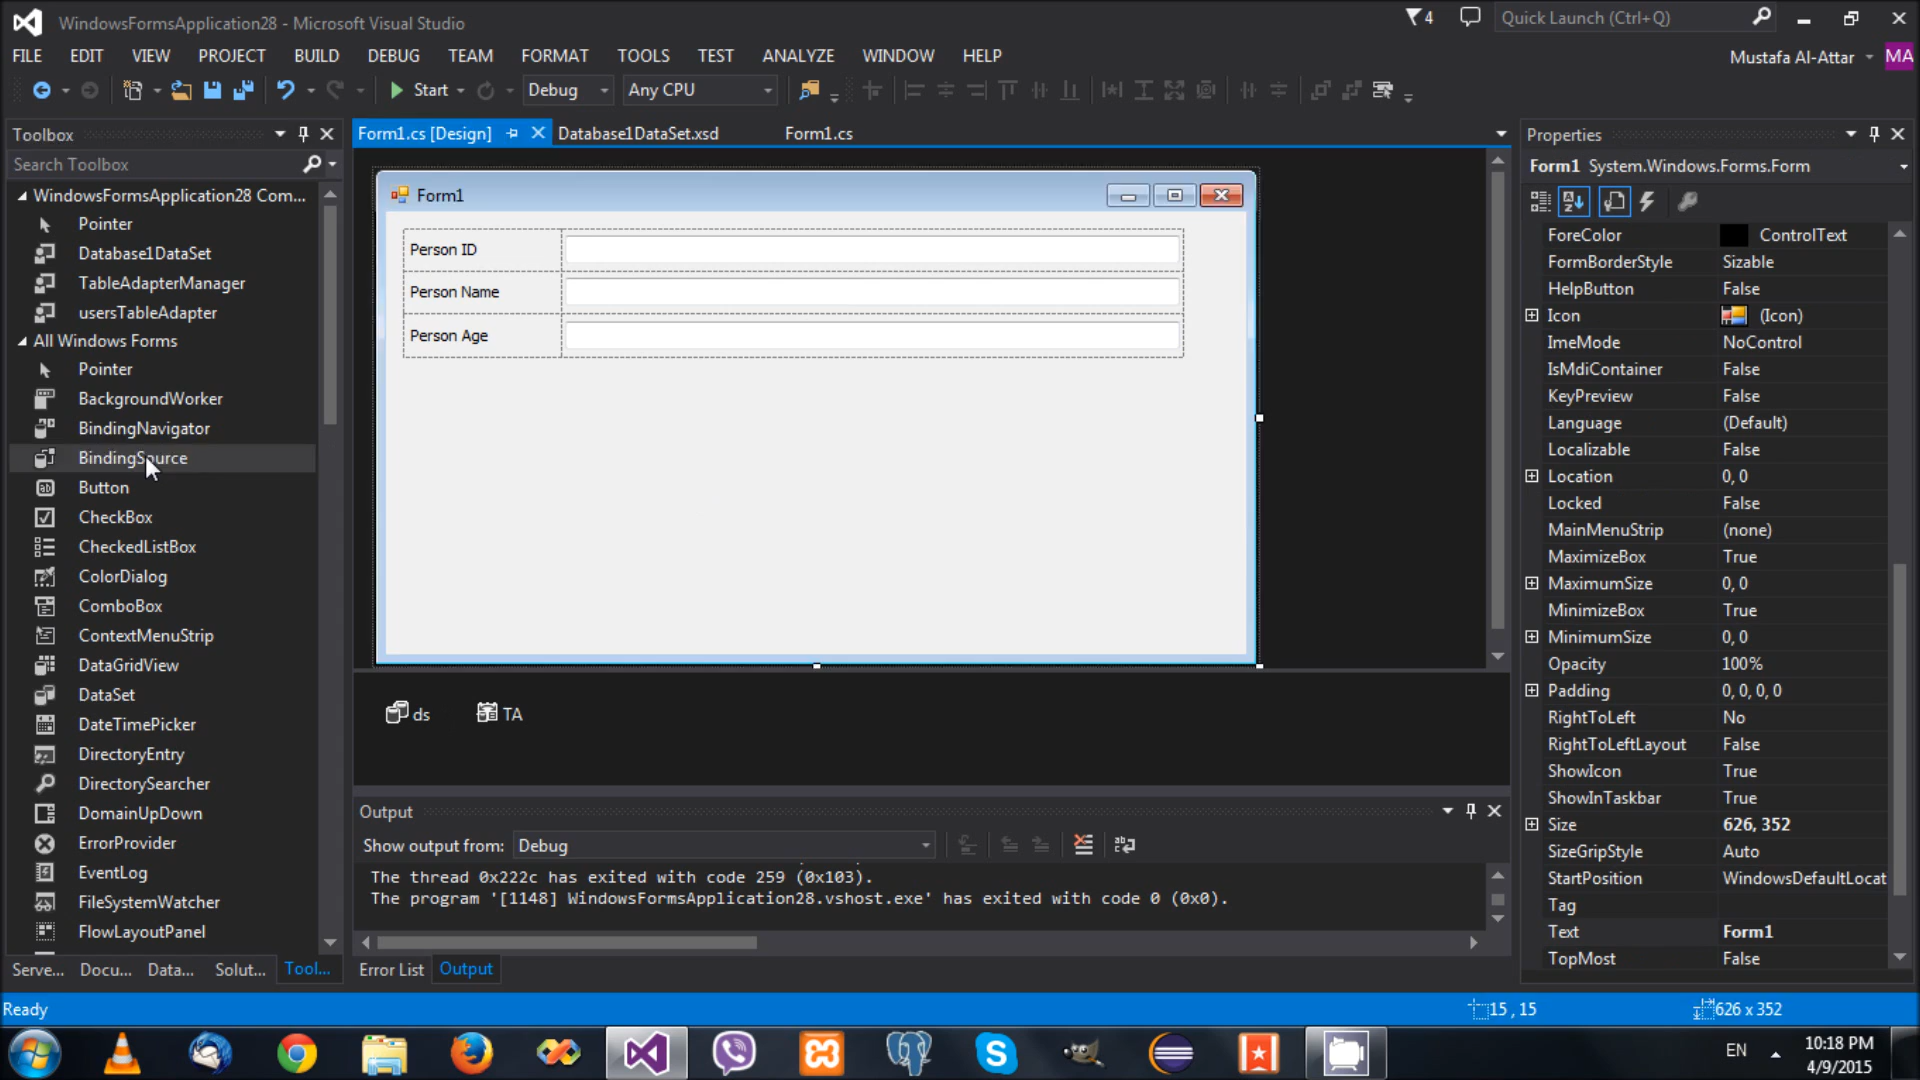 WindowsFormsApplication28 - Microsoft Visual Studio
4
Quick Launch (Ctrl+Q)
FILE EDIT VIEW PROJECT BUILD DEBUG TEAM FORMAT TOOLS TEST ANALYZE WINDOW HELP
Mustafa Al-Attar
MA
Start
Debug
Any CPU
Toolbox
Search Toolbox
WindowsFormsApplication28 Com...
Pointer
Database1DataSet
TableAdapterManager
usersTableAdapter
All Windows Forms
Pointer
BackgroundWorker
BindingNavigator
BindingSource
Button
CheckBox
CheckedListBox
ColorDialog
ComboBox
ContextMenuStrip
DataGridView
DataSet
DateTimePicker
DirectoryEntry
DirectorySearcher
DomainUpDown
ErrorProvider
EventLog
FileSystemWatcher
FlowLayoutPanel
Serve... Docu... Data... Solut... Tool...
Form1.cs [Design]
Database1DataSet.xsd
Form1.cs
Form1
Person ID
Person Name
Person Age
ds
TA
Output
Show output from:
Debug
The thread 0x222c has exited with code 259 (0x103).
The program '[1148] WindowsFormsApplication28.vshost.exe' has exited with code 0 (0x0).
Error List
Output
Properties
Form1 System.Windows.Forms.Form
ForeColor ControlText
FormBorderStyle Sizable
HelpButton False
Icon (Icon)
ImeMode NoControl
IsMdiContainer False
KeyPreview False
Language (Default)
Localizable False
Location 0, 0
Locked False
MainMenuStrip (none)
MaximizeBox True
MaximumSize 0, 0
MinimizeBox True
MinimumSize 0, 0
Opacity 100%
Padding 0, 0, 0, 0
RightToLeft No
RightToLeftLayout False
ShowIcon True
ShowInTaskbar True
Size 626, 352
SizeGripStyle Auto
StartPosition WindowsDefaultLocat
Tag
Text Form1
TopMost False
Ready
15 , 15
626 x 352
EN
10:18 PM
4/9/2015